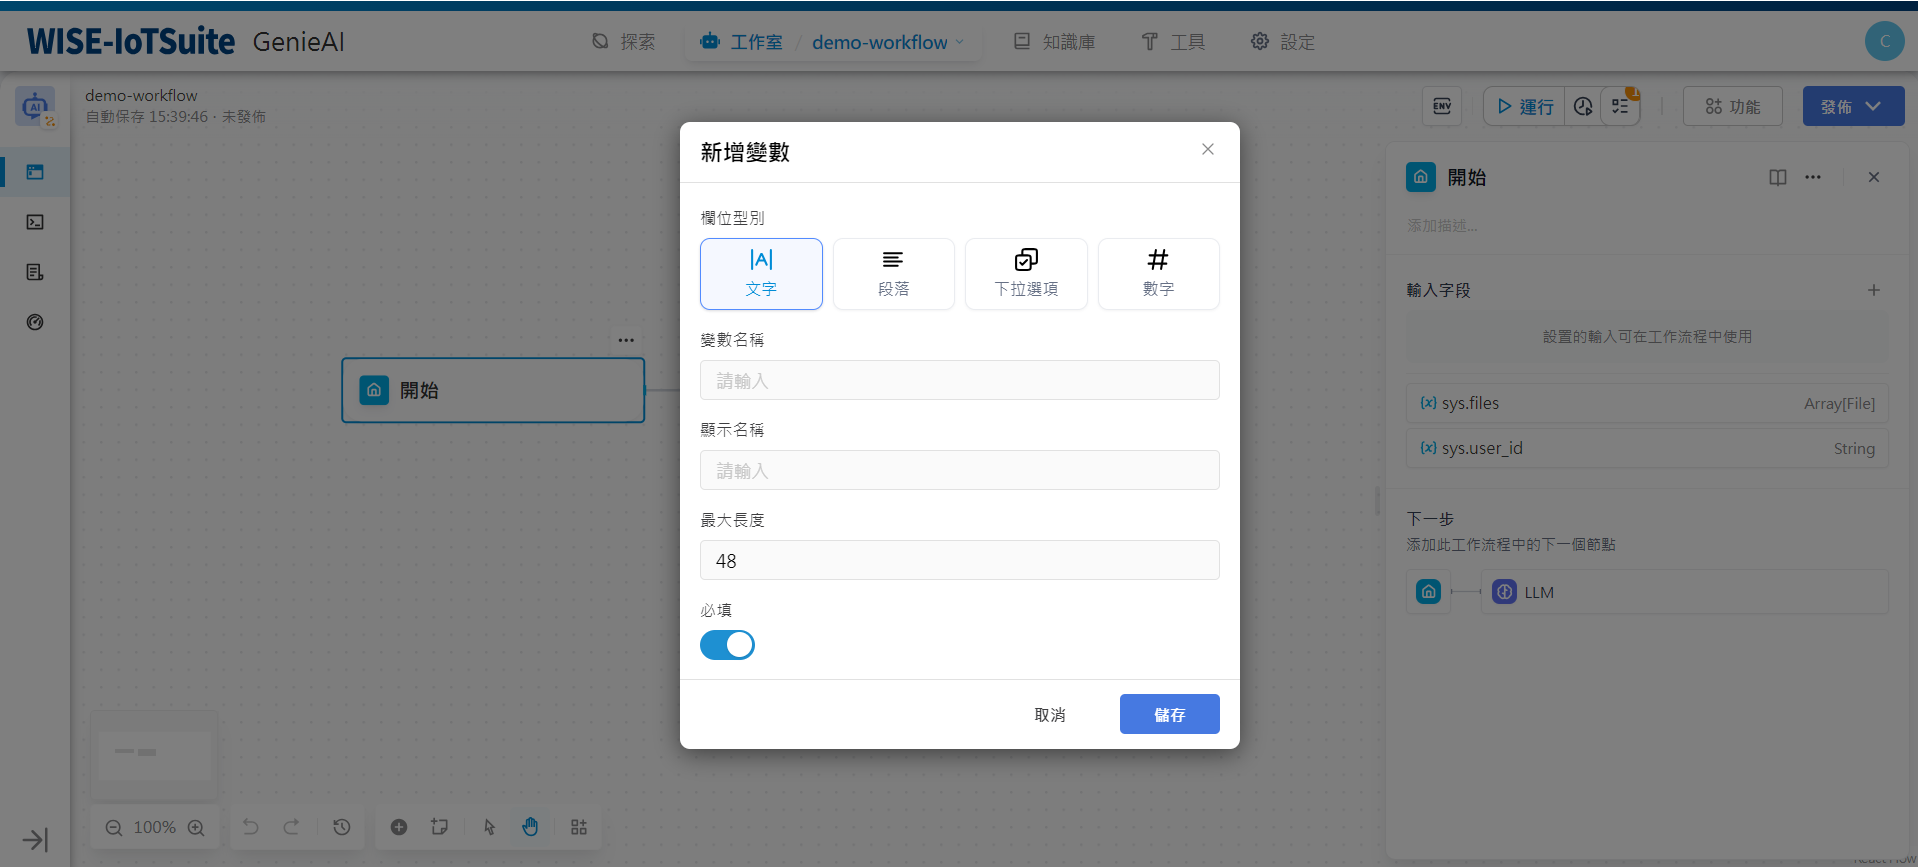 WISE-IoTSuite GenieAI
探索
工作室 / demo-workflow
知識庫
工具
設定
C
demo-workflow
自動保存 15:39:46 · 未發佈
ENV
運行
1
功能
發佈
新增變數
欄位型別
文字
段落
下拉選項
數字
變數名稱
請輸入
顯示名稱
請輸入
最大長度
48
必填
取消
儲存
開始
開始
添加描述...
輸入字段
設置的輸入可在工作流程中使用
{x} sys.files Array[File]
{x} sys.user_id String
下一步
添加此工作流程中的下一個節點
LLM
100%
React Flow